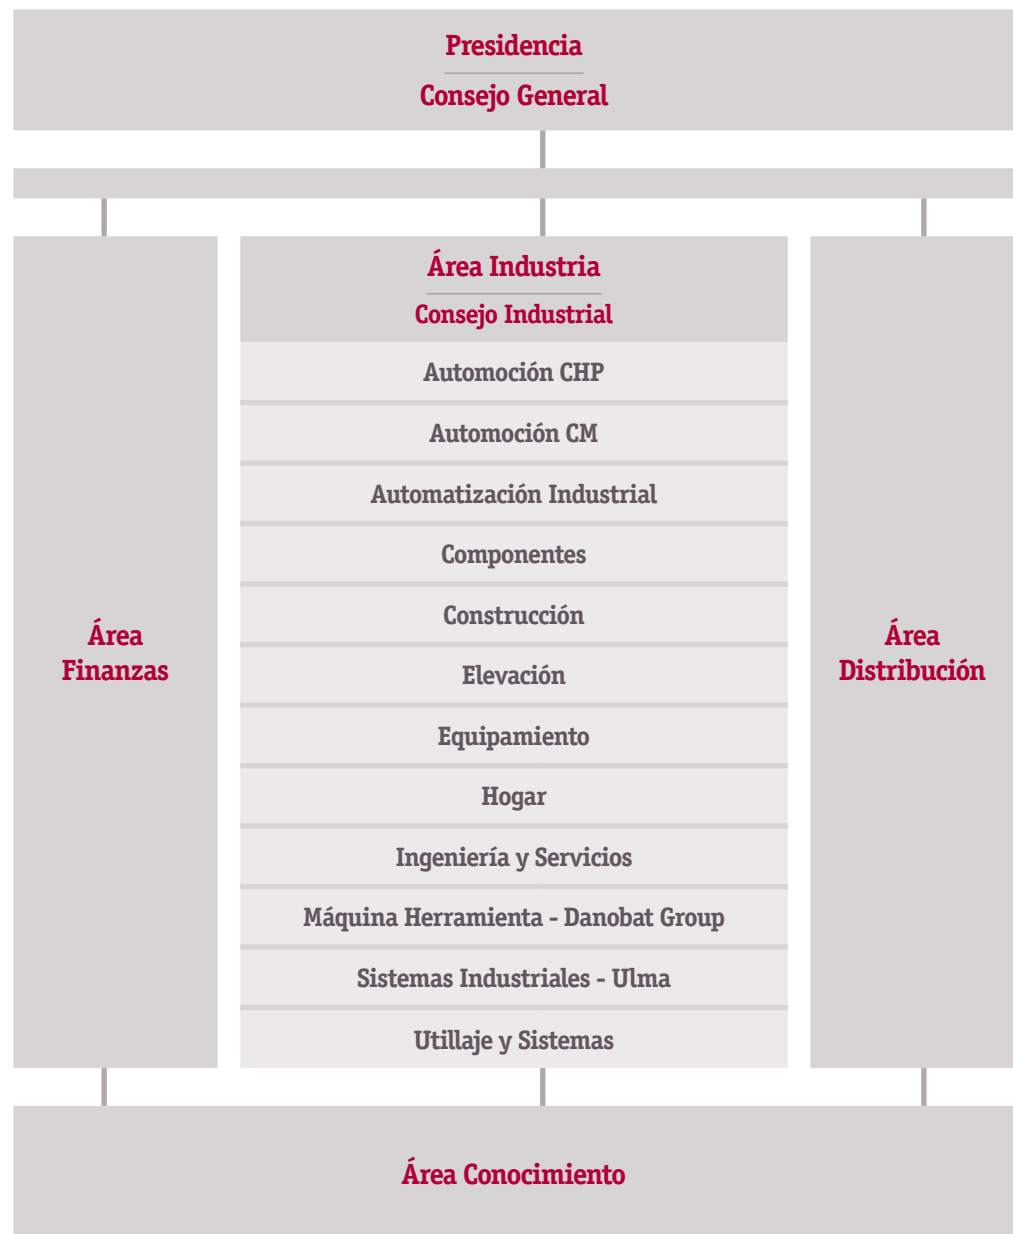 Presidencia
Consejo General
Área Industria
Consejo Industrial
Automoción CHP
Automoción CM
Automatización Industrial
Componentes
Construcción
Elevación
Equipamiento
Hogar
Ingeniería y Servicios
Máquina Herramienta - Danobat Group
Sistemas Industriales - Ulma
Utillaje y Sistemas
Área
Finanzas
Área
Distribución
Área Conocimiento